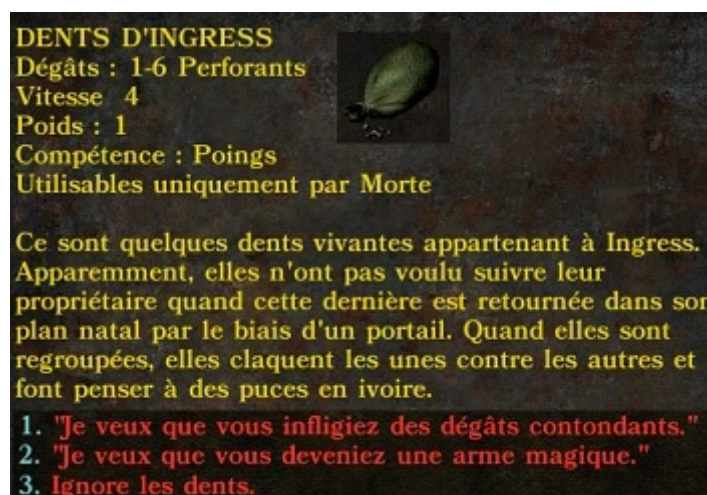 DENTS D'INGRESS
Dégâts : 1-6 Perforants
Vitesse 4
Poids : 1
Compétence : Poings
Utilisables uniquement par Morte
Ce sont quelques dents vivantes appartenant à Ingress.
Apparemment, elles n'ont pas voulu suivre leur
propriétaire quand cette dernière est retournée dans son
plan natal par le biais d'un portail. Quand elles sont
regroupées, elles claquent les unes contre les autres et
font penser à des puces en ivoire.
1. "Je veux que vous infligiez des dégâts contondants."
2. "Je veux que vous deveniez une arme magique."
3. Ignore les dents.